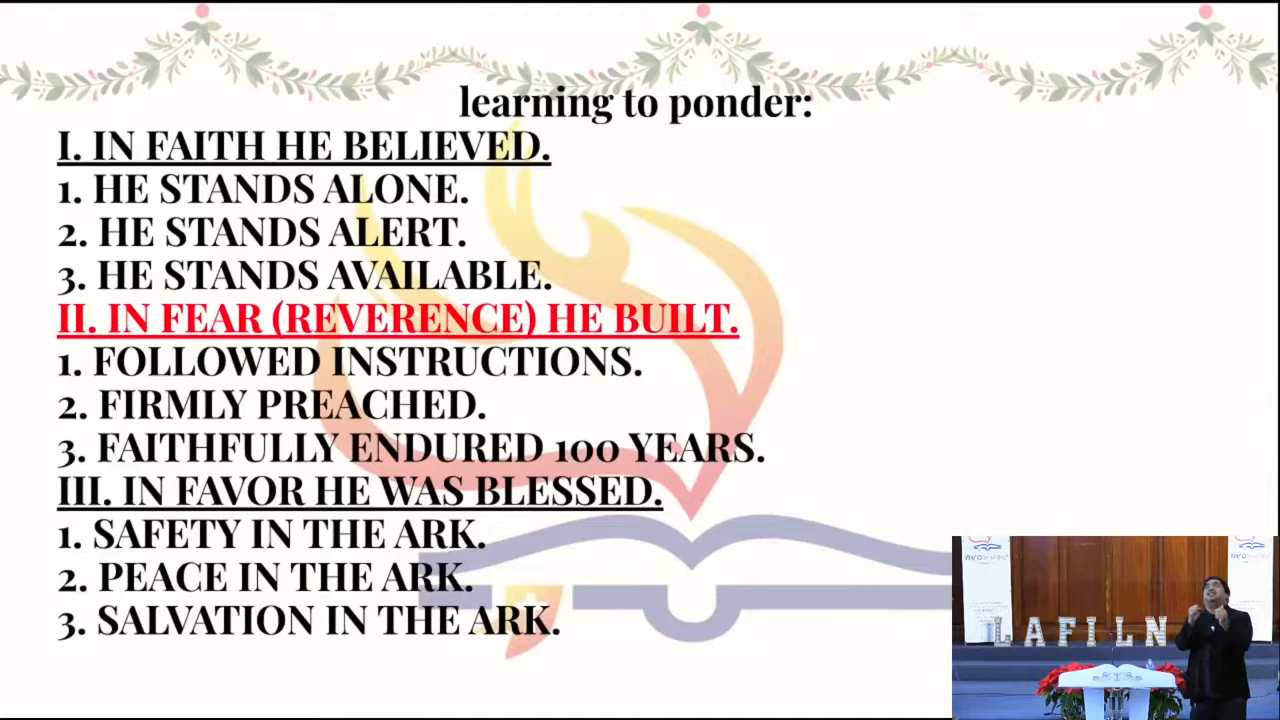 learning to ponder:
I. IN FAITH HE BELIEVED.
1. HE STANDS ALONE.
2. HE STANDS ALERT.
3. HE STANDS AVAILABLE.
II. IN FEAR (REVERENCE) HE BUILT.
1. FOLLOWED INSTRUCTIONS.
2. FIRMLY PREACHED.
3. FAITHFULLY ENDURED 100 YEARS.
III. IN FAVOR HE WAS BLESSED.
1. SAFETY IN THE ARK.
2. PEACE IN THE ARK.
3. SALVATION IN THE ARK.
LAFILN